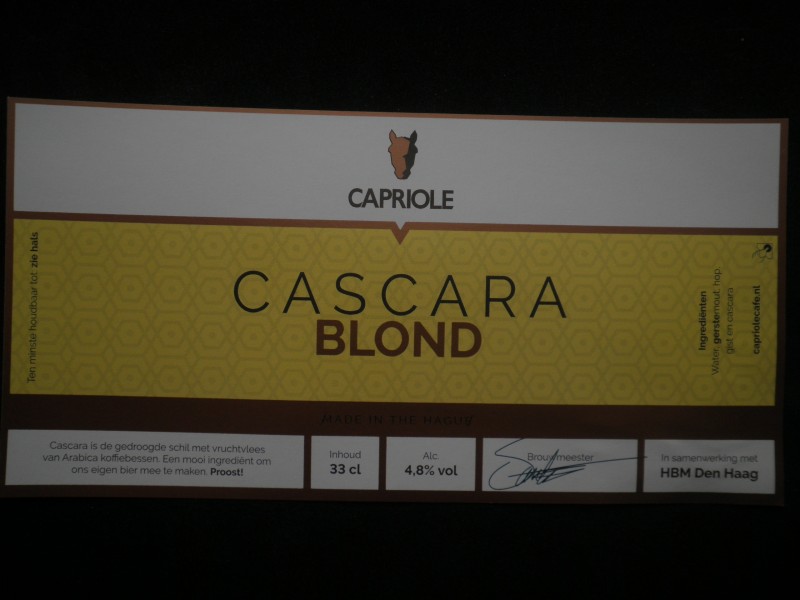 CAPRIOLE
Ten minste houdbaar tot: zie hals
CASCARA
BLOND
Ingrediënten
Water, gerstemout, hop,
gist en cascara
capriolecafe.nl
MADE IN THE HAGUE
Cascara is de gedroogde schil met vruchtvlees
van Arabica koffiebessen. Een mooi ingrediënt om
ons eigen bier mee te maken. Proost!
Inhoud
33 cl
Alc
4,8% vol
Brouwmeester
In samenwerking met
HBM Den Haag